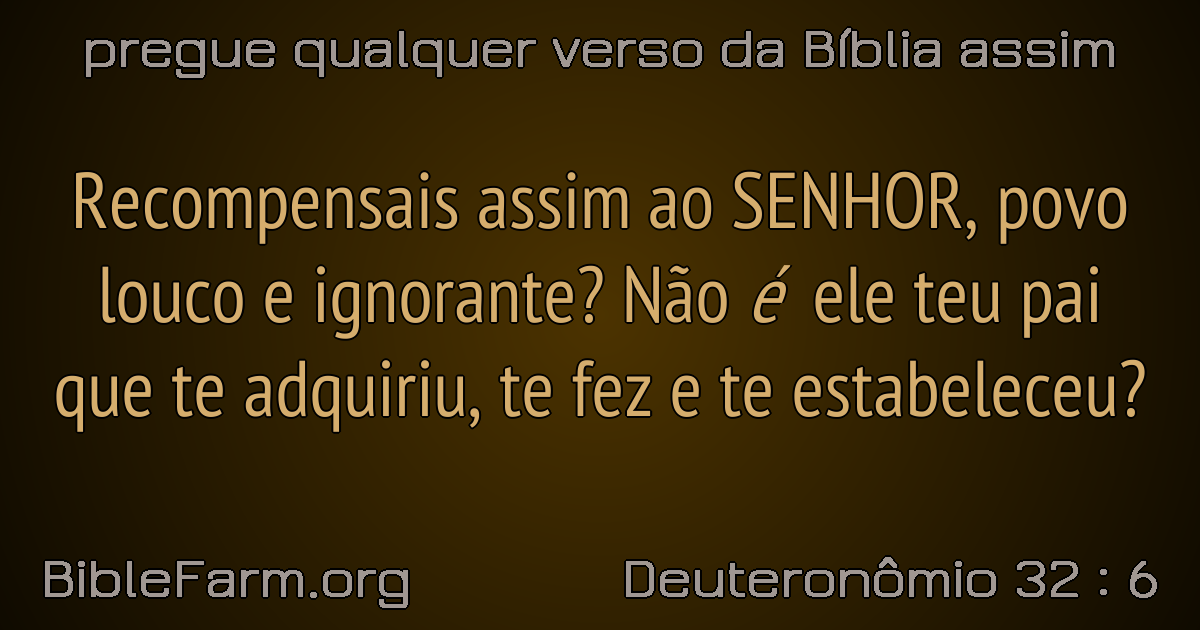 pregue qualquer verso da Bíblia assim
Recompensais assim ao SENHOR, povo
louco e ignorante? Não é ele teu pai
que te adquiriu, te fez e te estabeleceu?
BibleFarm.org
Deuteronômio 32 : 6